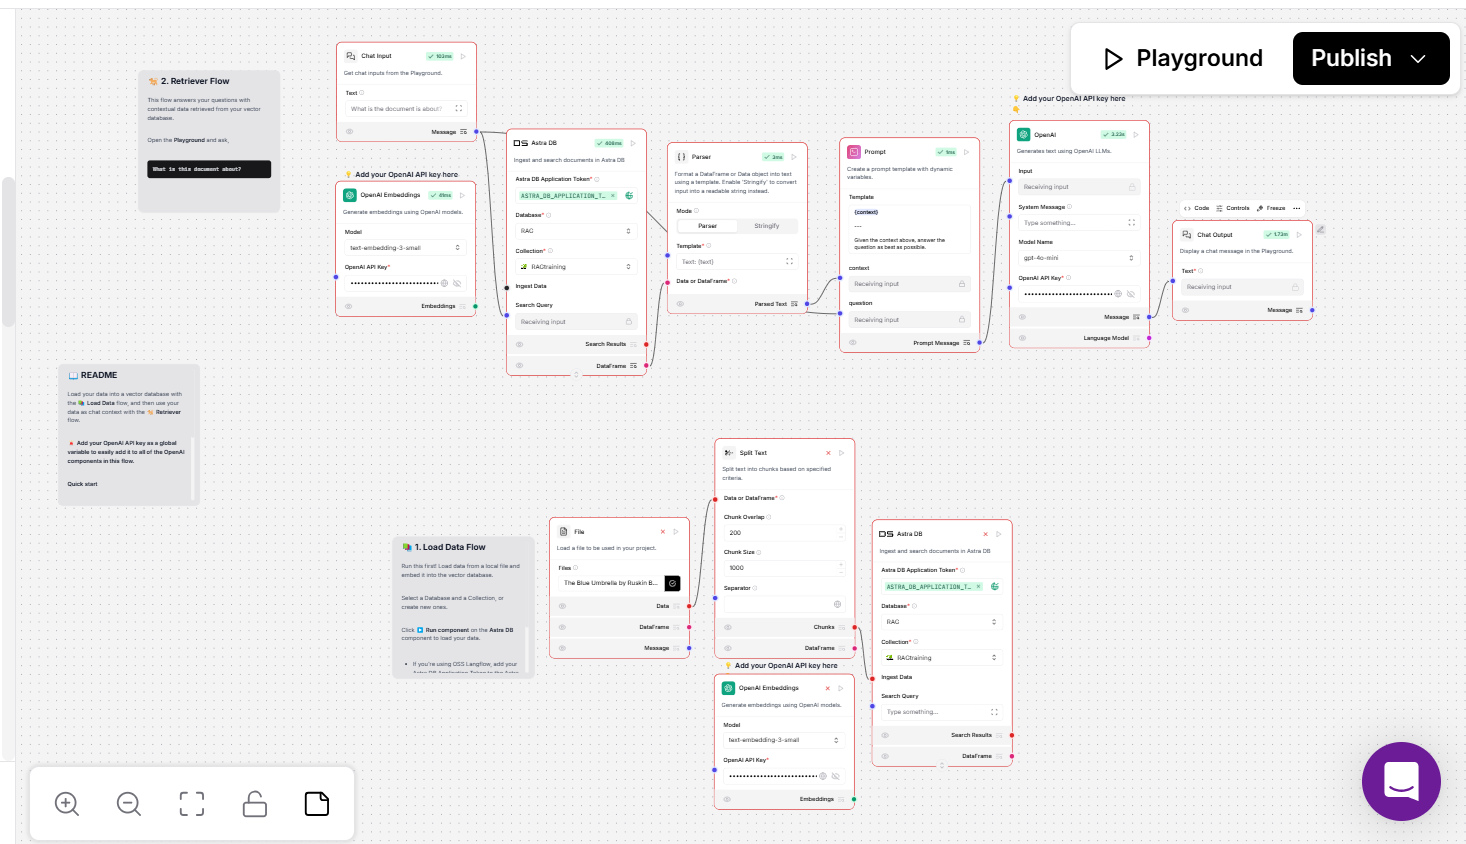 Playground
Publish
2. Retriever Flow
This flow answers your questions with
contextual data retrieved from your vector
database.
Open the Playground and ask,
What is this document about?
Chat Input
102ms
Get chat inputs from the Playground.
Text
What is the document is about?
Message
Add your OpenAI API key here
OpenAI Embeddings
Generate embeddings using OpenAI models.
Model
text-embedding-3-small
OpenAI API Key*
Embeddings
Astra DB
408ms
Ingest and search documents in Astra DB
Astra DB Application Token*
ASTRA_DB_APPLICATION_T...
Database*
RAG
Collection*
RAGtraining
Ingest Data
Search Query
Receiving input
Search Results
DataFrame
Parser
3ms
Format a DataFrame or Data object into text
using a template. Enable 'Stringify' to convert
input into a readable string instead.
Mode
Parser
Stringify
Template*
Text: {text}
Data or DataFrame*
Parsed Text
Prompt
1ms
Create a prompt template with dynamic
variables.
Template
{context}
---
Given the context above, answer the
question as best as possible.
context
Receiving input
question
Receiving input
Prompt Message
Add your OpenAI API key here
OpenAI
3.23s
Generates text using OpenAI LLMs.
Input
Receiving input
System Message
Type something...
Model Name
gpt-4o-mini
OpenAI API Key*
Message
Language Model
Code
Controls
Freeze
Chat Output
1.73m
Display a chat message in the Playground.
Text*
Receiving input
Message
README
Load your data into a vector database with
the Load Data flow, and then use your
data as chat context with the Retriever
flow.
Add your OpenAI API key as a global
variable to easily add it to all of the OpenAI
components in this flow.
Quick start
1. Load Data Flow
Run this first! Load data from a local file and
embed it into the vector database.
Select a Database and a Collection, or
create new ones.
Click Run component on the Astra DB
component to load your data.
• If you're using OSS Langflow, add your
Astra DB Application Token to the Astra
File
Load a file to be used in your project.
Files
The Blue Umbrella by Ruskin B...
Data
DataFrame
Message
Split Text
Split text into chunks based on specified
criteria.
Data or DataFrame*
Chunk Overlap
200
Chunk Size
1000
Separator
Chunks
DataFrame
Add your OpenAI API key here
OpenAI Embeddings
Generate embeddings using OpenAI models.
Model
text-embedding-3-small
OpenAI API Key*
Embeddings
Astra DB
Ingest and search documents in Astra DB
Astra DB Application Token*
ASTRA_DB_APPLICATION_T...
Database*
RAG
Collection*
RAGtraining
Ingest Data
Search Query
Type something...
Search Results
DataFrame